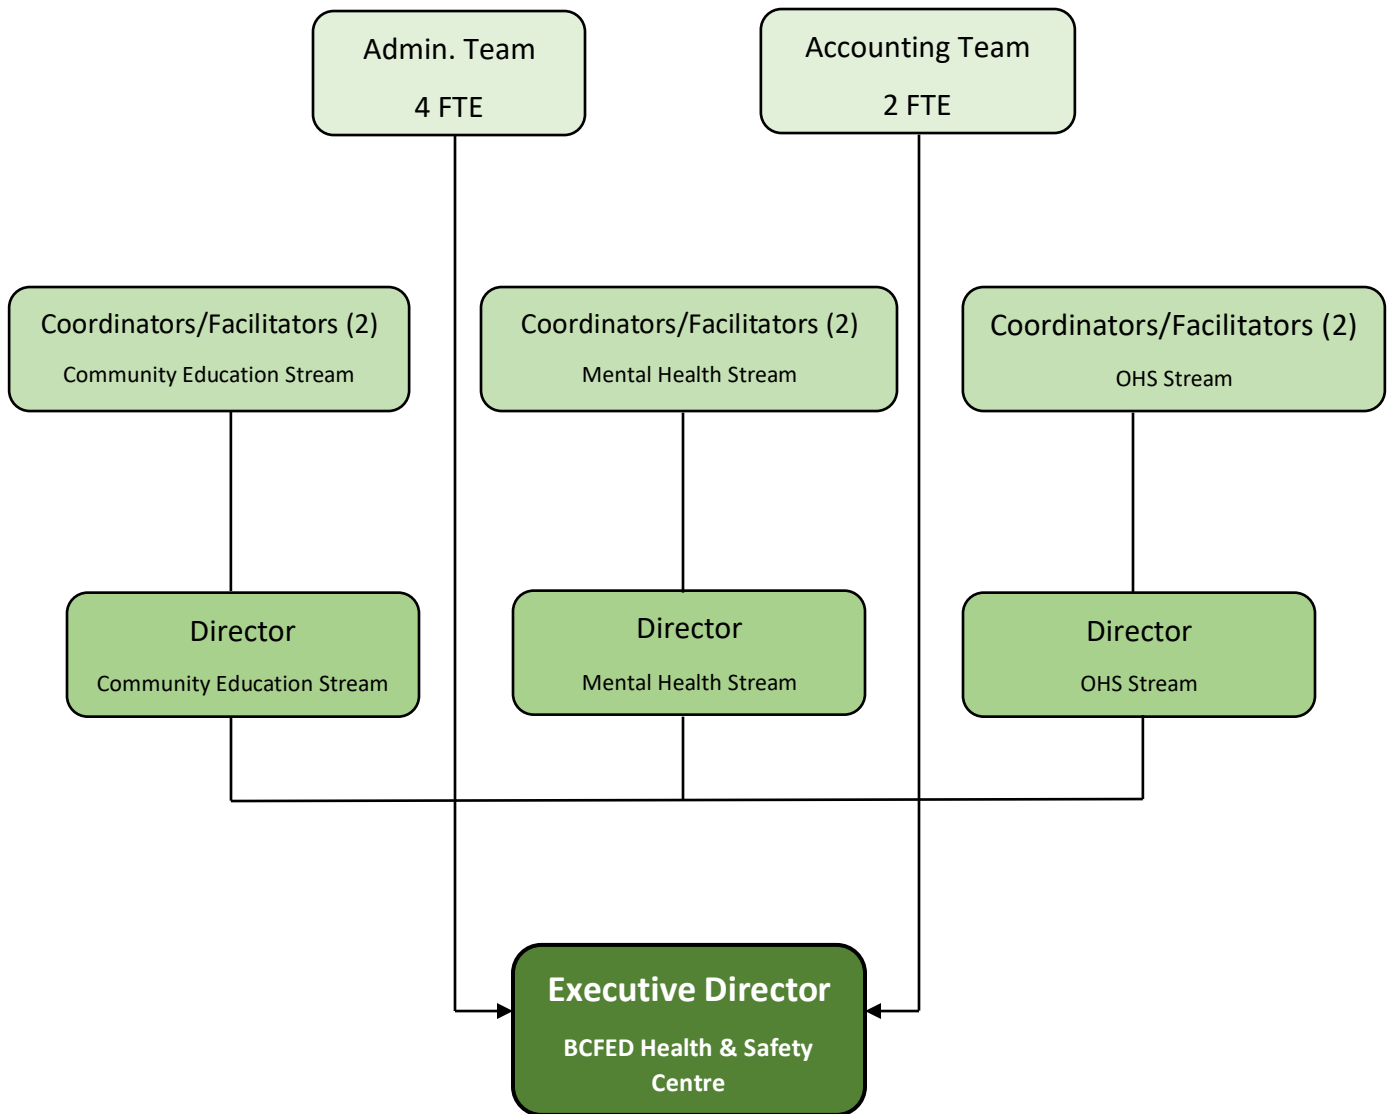 Admin. Team
4 FTE
Accounting Team
2 FTE
Coordinators/Facilitators (2)
Community Education Stream
Coordinators/Facilitators (2)
Mental Health Stream
Coordinators/Facilitators (2)
OHS Stream
Director
Community Education Stream
Director
Mental Health Stream
Director
OHS Stream
Executive Director
BCFED Health & Safety
Centre